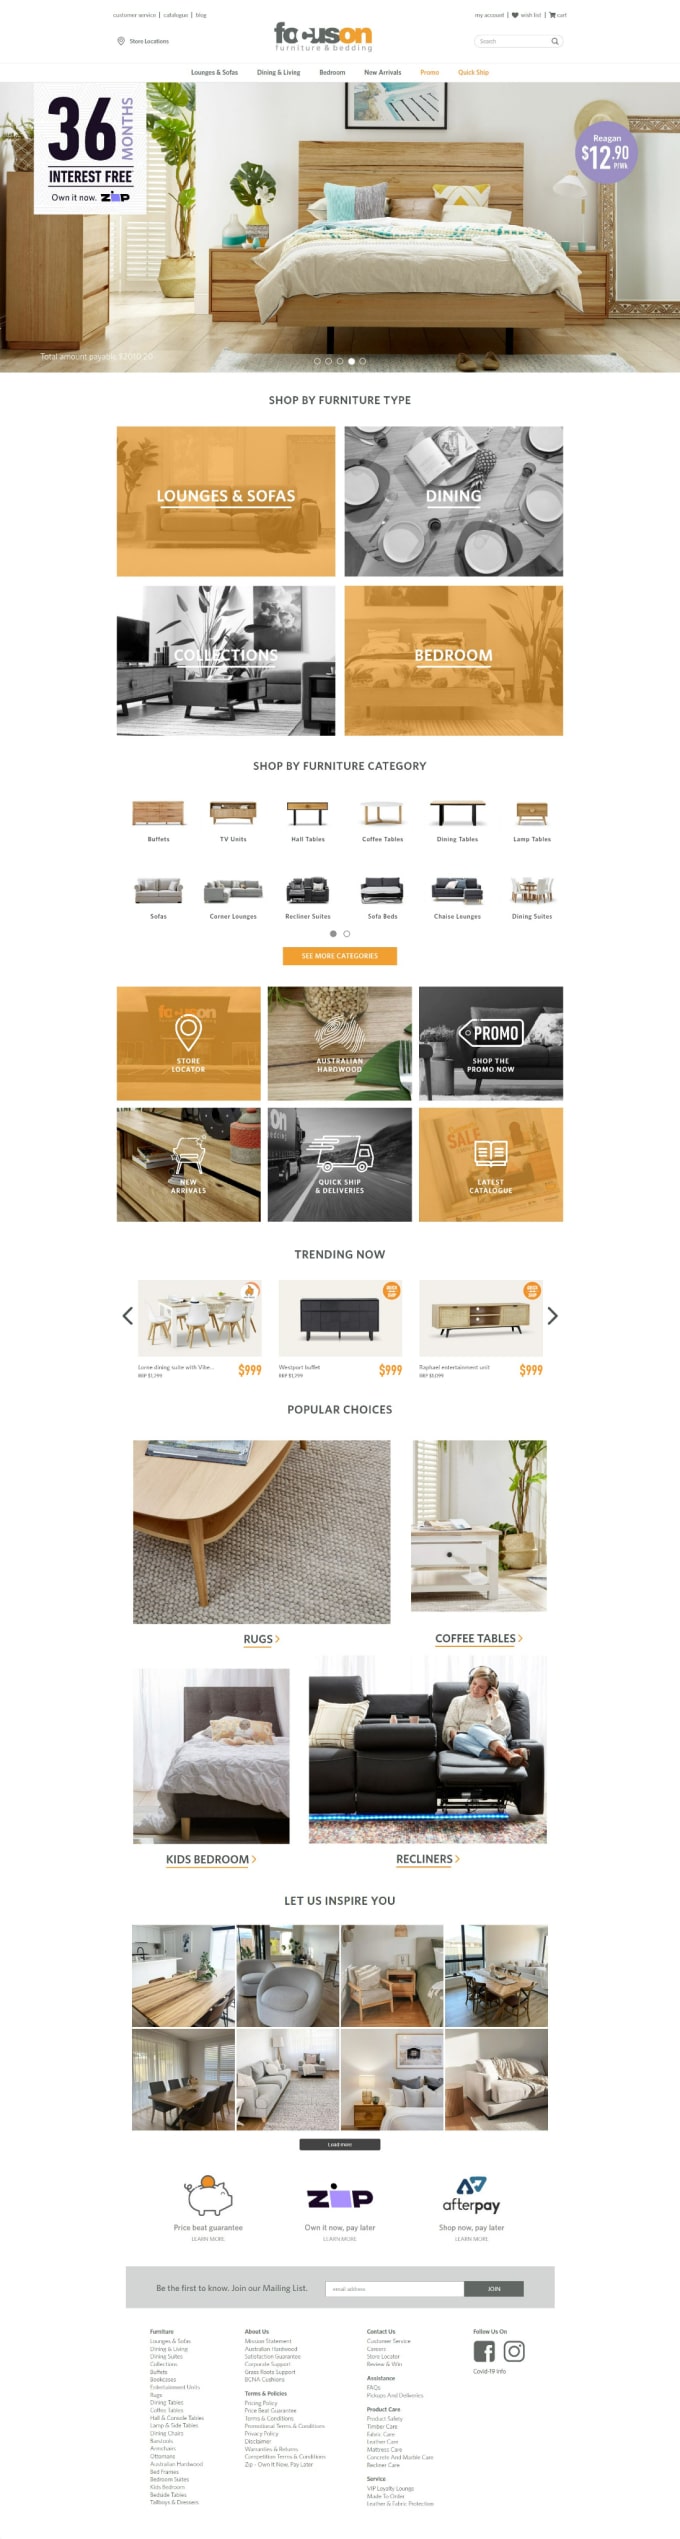 customer service | catalogue | blog
my account | wish list | cart
Store Locations
focuson
furniture & bedding
Search
Lounges & Sofas
Dining & Living
Bedroom
New Arrivals
Promo
Quick Ship
36 MONTHS
INTEREST FREE
Own it now. ZIP
Reagan
$12.90
P/Wk
Total amount payable
SHOP BY FURNITURE TYPE
LOUNGES & SOFAS
DINING
COLLECTIONS
BEDROOM
SHOP BY FURNITURE CATEGORY
Buffets
TV Units
Hall Tables
Coffee Tables
Dining Tables
Lamp Tables
Sofas
Corner Lounges
Recliner Suites
Sofa Beds
Chaise Lounges
Dining Suites
SEE MORE CATEGORIES
STORE
LOCATOR
AUSTRALIAN
HARDWOOD
PROMO
SHOP THE
PROMO NOW
NEW
ARRIVALS
QUICK SHIP
& DELIVERIES
SALE
LATEST
CATALOGUE
TRENDING NOW
Lorne dining suite with Ville...
RRP $1,799
$999
Westport buffet
RRP $1,299
$999
Raphael entertainment unit
RRP $1,099
$999
POPULAR CHOICES
RUGS
COFFEE TABLES
KIDS BEDROOM
RECLINERS
LET US INSPIRE YOU
Load more
Price beat guarantee
LEARN MORE
ZIP
Own it now, pay later
LEARN MORE
afterpay
Shop now, pay later
LEARN MORE
Be the first to know. Join our Mailing List.
email address
JOIN
Furniture
Lounges & Sofas
Dining & Living
Dining Suites
Collections
Buffets
Bookcases
Entertainment Units
Rugs
Dining Tables
Coffee Tables
Hall & Console Tables
Lamp & Side Tables
Dining Chairs
Barstools
Armchairs
Ottomans
Australian Hardwood
Bed Frames
Bedroom Suites
Kids Bedroom
Bedside Tables
Tallboys & Dressers
About Us
Mission Statement
Australian Hardwood
Satisfaction Guarantee
Corporate Support
Grass Roots Support
BCNA Cushions
Terms & Policies
Pricing Policy
Price Beat Guarantee
Terms & Conditions
Promotional Terms & Conditions
Privacy Policy
Disclaimer
Warranties & Returns
Competition Terms & Conditions
Zip - Own It Now, Pay Later
Contact Us
Customer Service
Careers
Store Locator
Review & Win
Assistance
FAQs
Pickups And Deliveries
Product Care
Product Safety
Timber Care
Fabric Care
Leather Care
Mattress Care
Concrete And Marble Care
Recliner Care
Service
VIP Loyalty Lounge
Made To Order
Leather & Fabric Protection
Follow Us On
Covid-19 Info